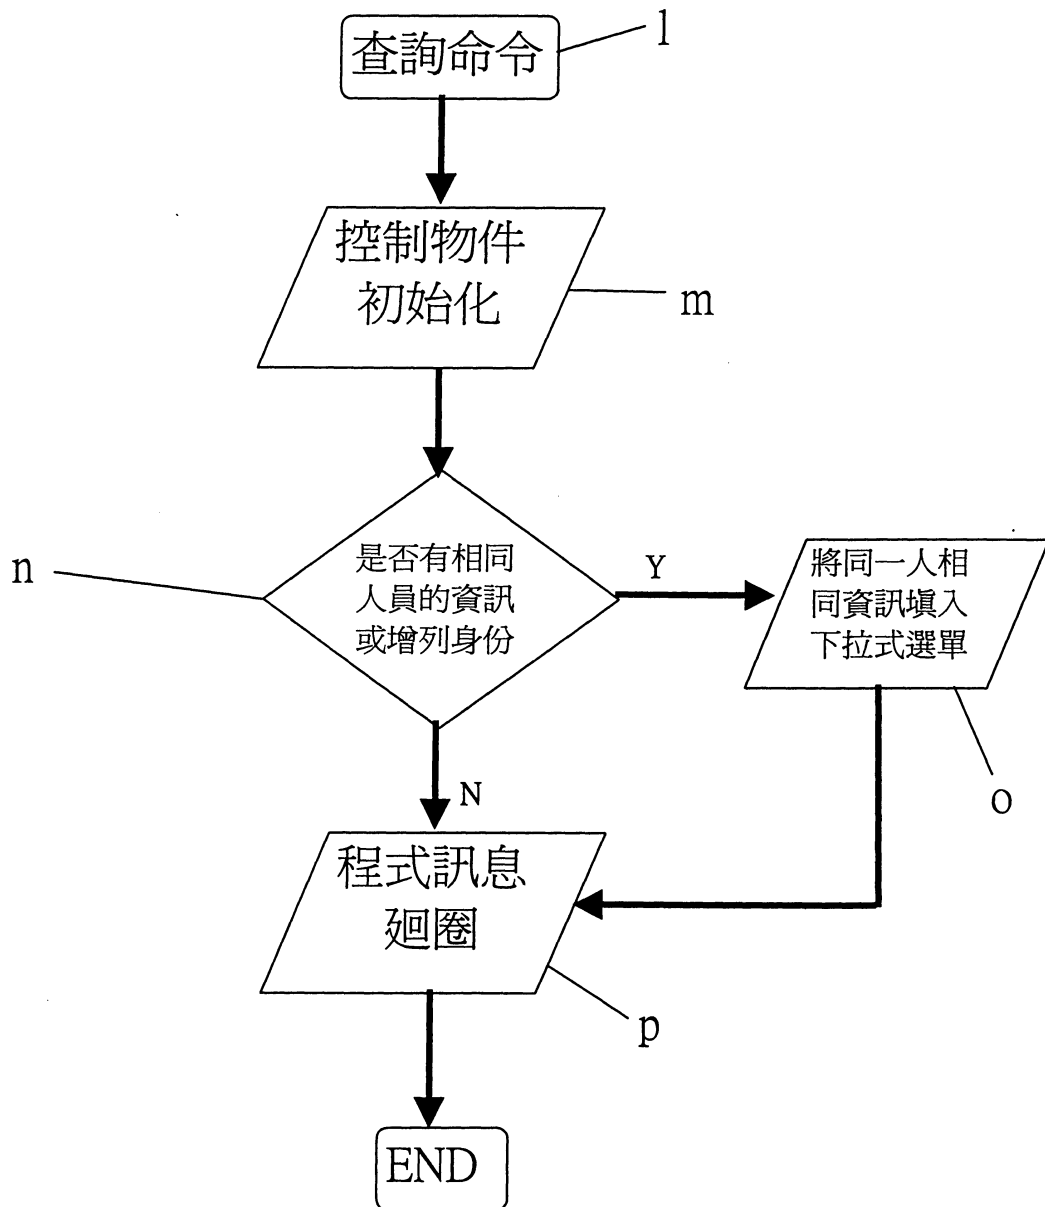 查詢命令
l
控制物件
初始化
m
是否有相同
人員的資訊
或增列身份
n
Y
將同一人相
同資訊填入
下拉式選單
o
N
程式訊息
廻圈
p
END